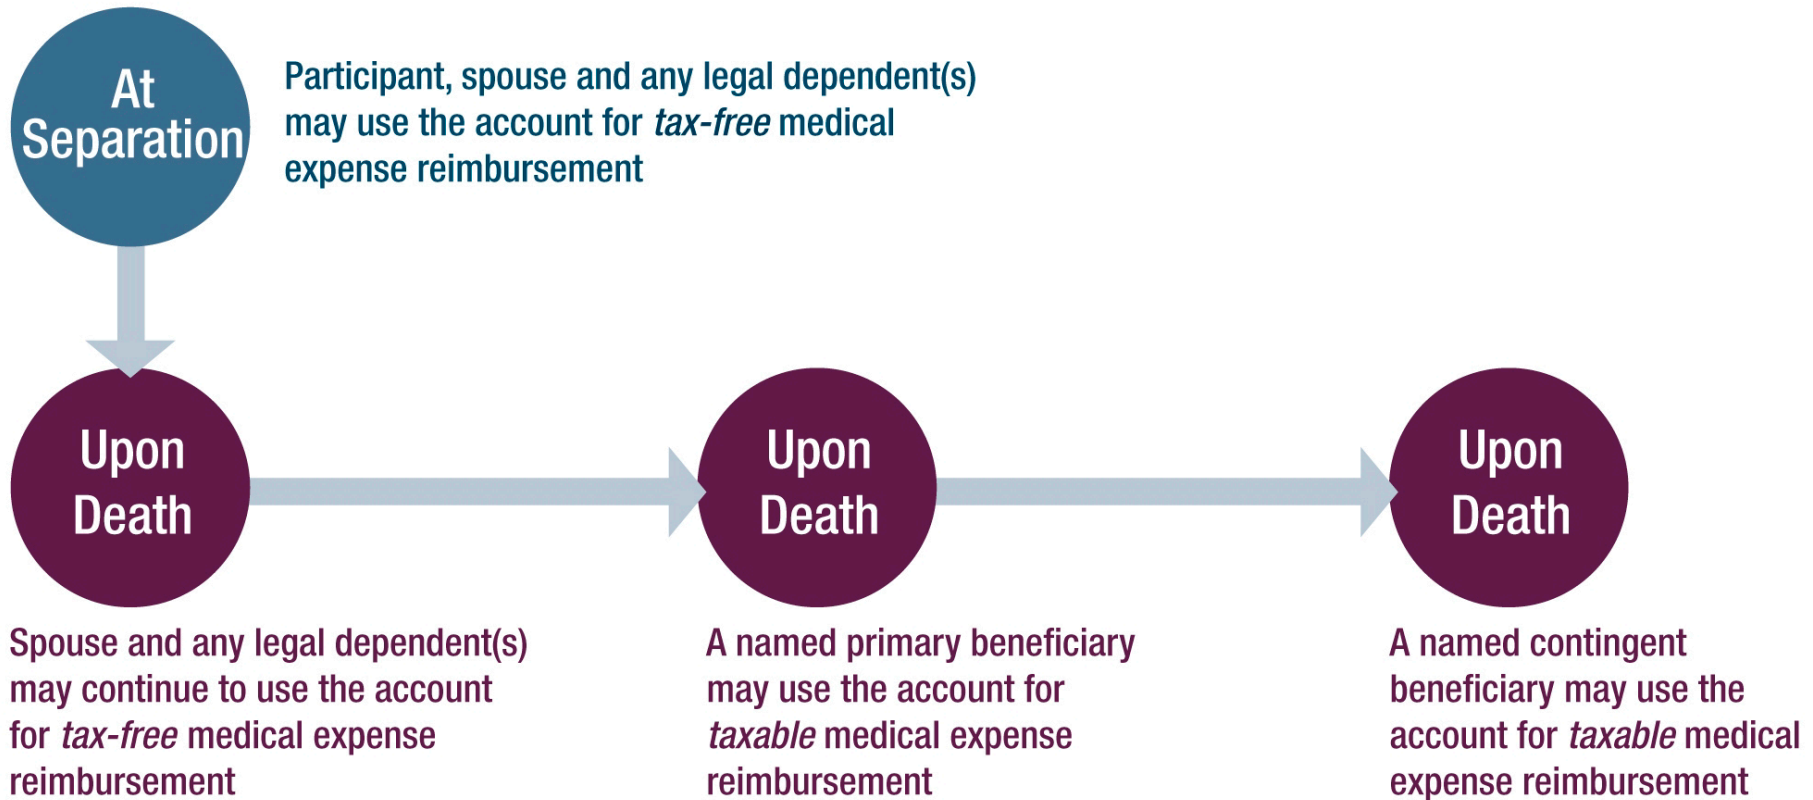 At
Separation
Participant, spouse and any legal dependent(s)
may use the account for tax-free medical
expense reimbursement
Upon
Death
Spouse and any legal dependent(s)
may continue to use the account
for tax-free medical expense
reimbursement
Upon
Death
A named primary beneficiary
may use the account for
taxable medical expense
reimbursement
Upon
Death
A named contingent
beneficiary may use the
account for taxable medical
expense reimbursement